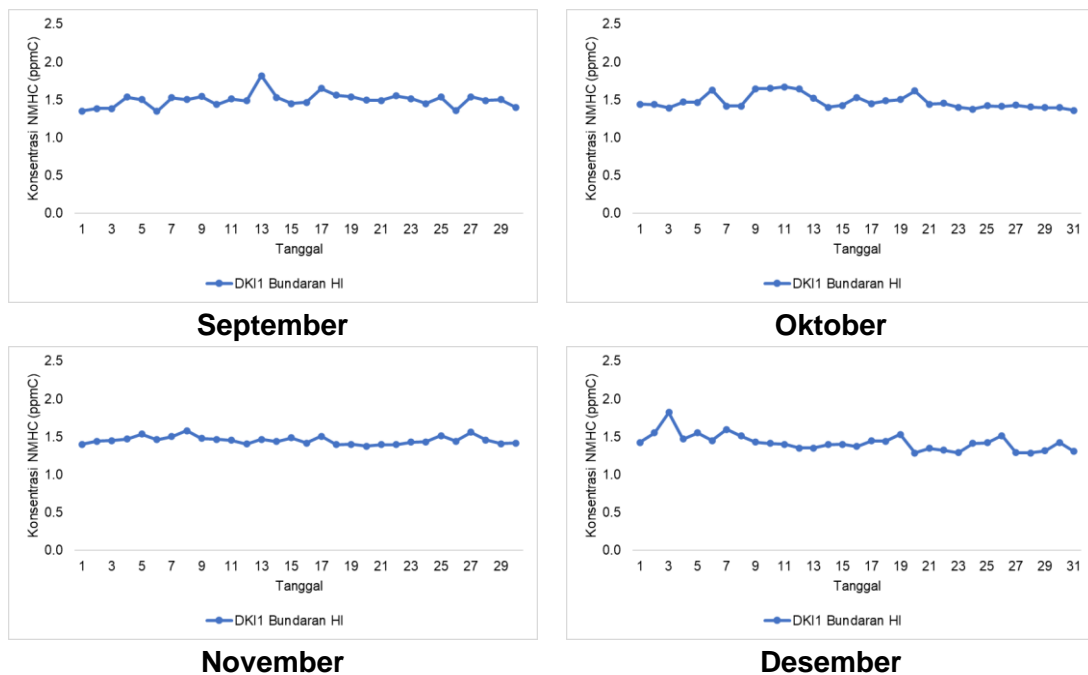 Konsentrasi NMHC (ppmC)
2.5
2.0
1.5
1.0
0.5
0.0
1 3 5 7 9 11 13 15 17 19 21 23 25 27 29
Tanggal
DKI1 Bundaran HI
September
Konsentrasi NMHC (ppmC)
2.5
2.0
1.5
1.0
0.5
0.0
1 3 5 7 9 11 13 15 17 19 21 23 25 27 29 31
Tanggal
DKI1 Bundaran HI
Oktober
Konsentrasi NMHC (ppmC)
2.5
2.0
1.5
1.0
0.5
0.0
1 3 5 7 9 11 13 15 17 19 21 23 25 27 29
Tanggal
DKI1 Bundaran HI
November
Konsentrasi NMHC (ppmC)
2.5
2.0
1.5
1.0
0.5
0.0
1 3 5 7 9 11 13 15 17 19 21 23 25 27 29 31
Tanggal
DKI1 Bundaran HI
Desember